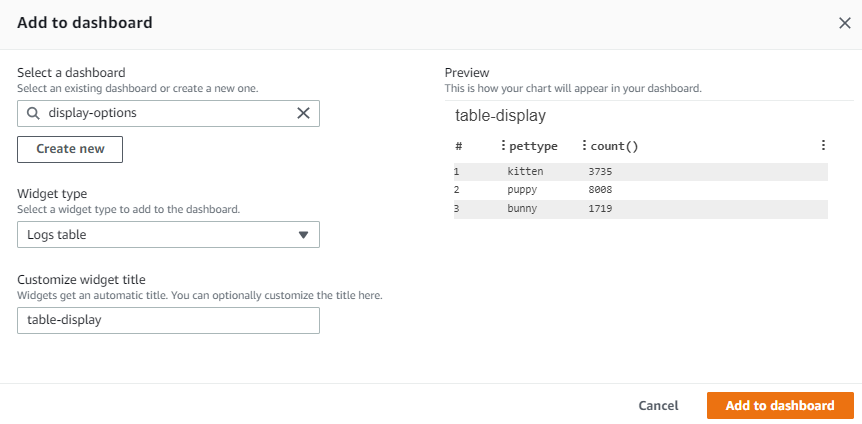 Add to dashboard
Select a dashboard
Select an existing dashboard or create a new one.
display-options
Create new
Widget type
Select a widget type to add to the dashboard.
Logs table
Customize widget title
Widgets get an automatic title. You can optionally customize the title here.
table-display
Preview
This is how your chart will appear in your dashboard.
table-display
# pettype count()
1 kitten 3735
2 puppy 8008
3 bunny 1719
Cancel Add to dashboard